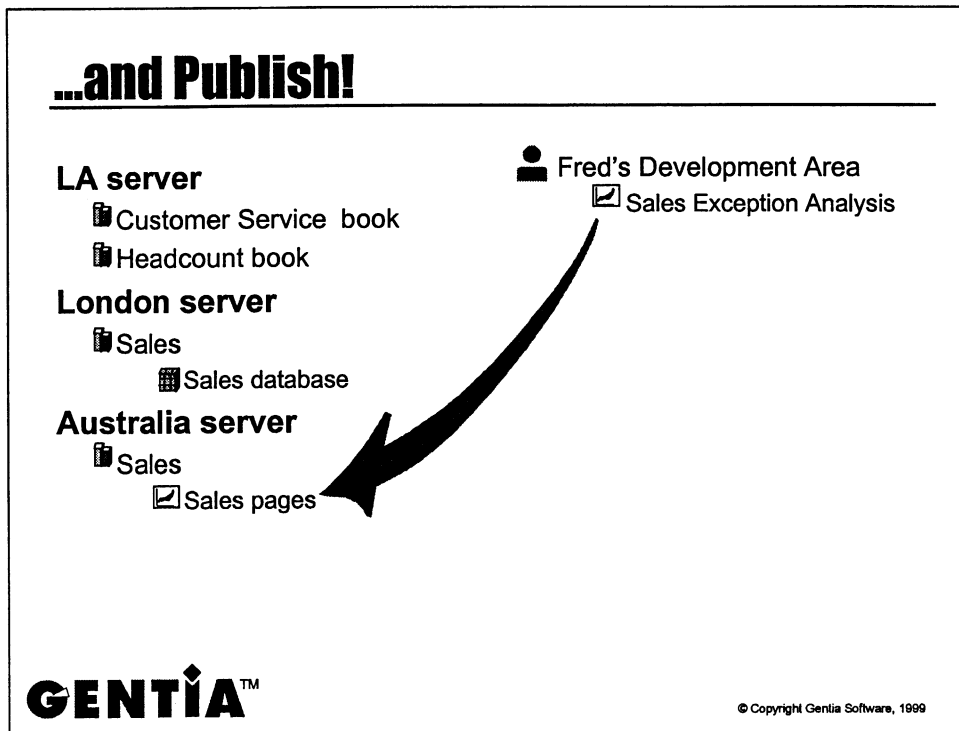 ...and Publish!
LA server
Customer Service book
Headcount book
London server
Sales
Sales database
Australia server
Sales
Sales pages
Fred's Development Area
Sales Exception Analysis
GENTIA™
© Copyright Gentia Software, 1999